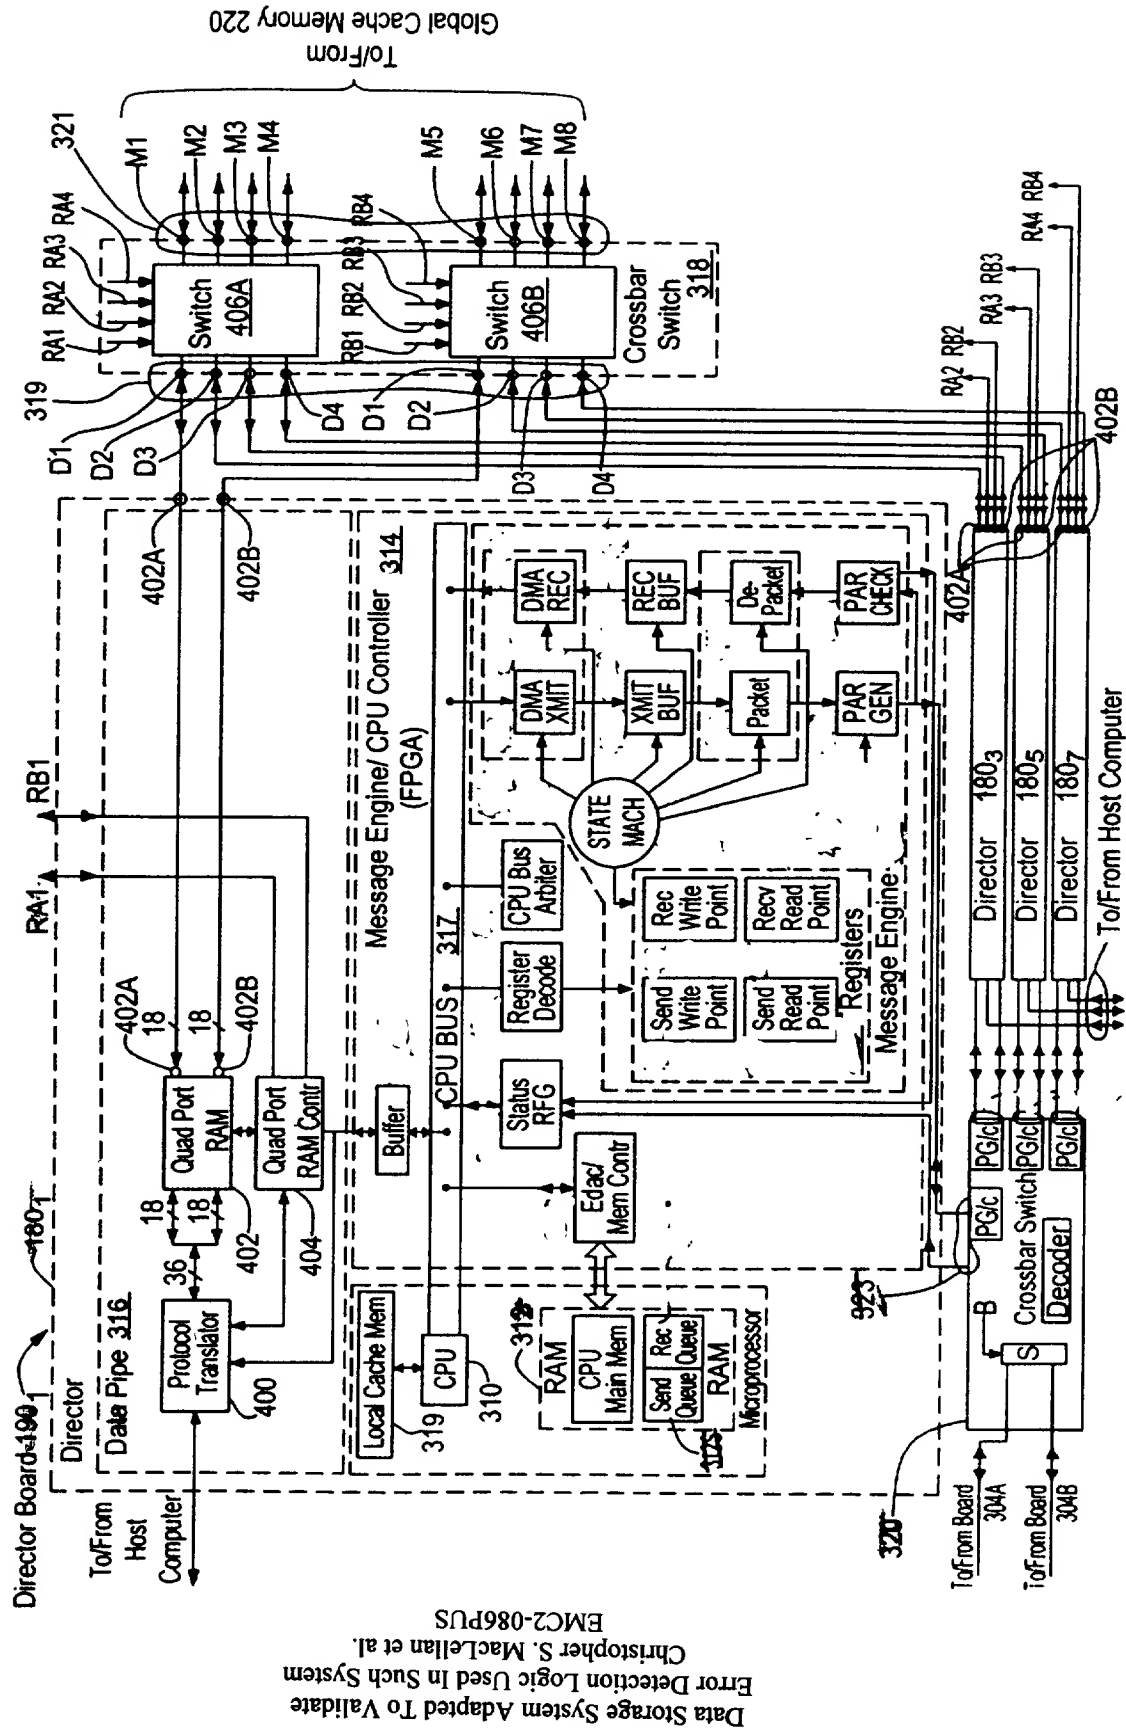 Data Storage System Adapted To Validate
Error Detection Logic Used In Such System
Christopher S. MacLellan et al.
EMC2-086PUS
Director Board 190₁
180₁
Director
Data Pipe 316
To/From
Host
Computer
Protocol
Translator
400
36
18
18
Quad Port
RAM
402
Quad Port
RAM Contr
404
402A
18
18
402B
RA1
RB1
402A
402B
Message Engine/ CPU Controller
(FPGA)
314
Buffer
CPU BUS
317
Local Cache Mem
319
CPU
310
RAM
CPU
Main Mem
Send
Queue
Rec
Queue
RAM
Microprocessor
Edac/
Mem Contr
Status
RFG
Register
Decode
CPU Bus
Arbiter
Send
Write
Point
Rec
Write
Point
Send
Read
Point
Recv
Read
Point
Registers
Message Engine
STATE
MACH
DMA
XMIT
DMA
REC
XMIT
BUF
REC
BUF
Packet
De-
Packet
PAR
GEN
PAR
CHECK
319
D1
D2
D3
D4
D1
D2
D3
D4
RA1
RA2
RA3
RA4
Switch
406A
RB1
RB2
RB3
RB4
Switch
406B
Crossbar
Switch
318
321
M1
M2
M3
M4
M5
M6
M7
M8
To/From
Global Cache Memory 220
RA2
RB2
RA3
RB3
RA4
RB4
402A
402B
Director 180₃
Director 180₅
Director 180₇
To/From Host Computer
PG/c
PG/c
PG/c
PG/c
Crossbar Switch
Decoder
B
S
320
To/From Board
304A
To/From Board
304B